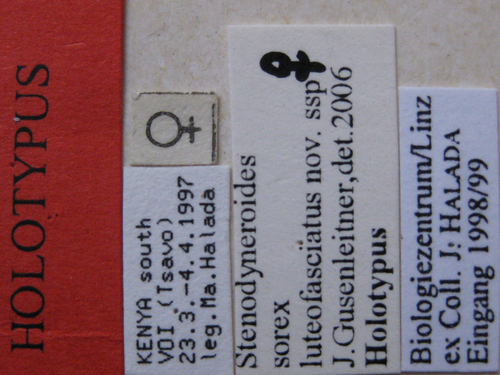 HOLOTYPUS
♀
KENYA south
VOI (Tsavo)
23.3.-4.4.1997
leg.Ma.Halada
Stenodyneroides
sorex
luteofasciatus nov. ssp ♀
J.Gusenleitner,det.2006
Holotypus
Biologiezentrum/Linz
ex Coll. J: HALADA
Eingang 1998/99